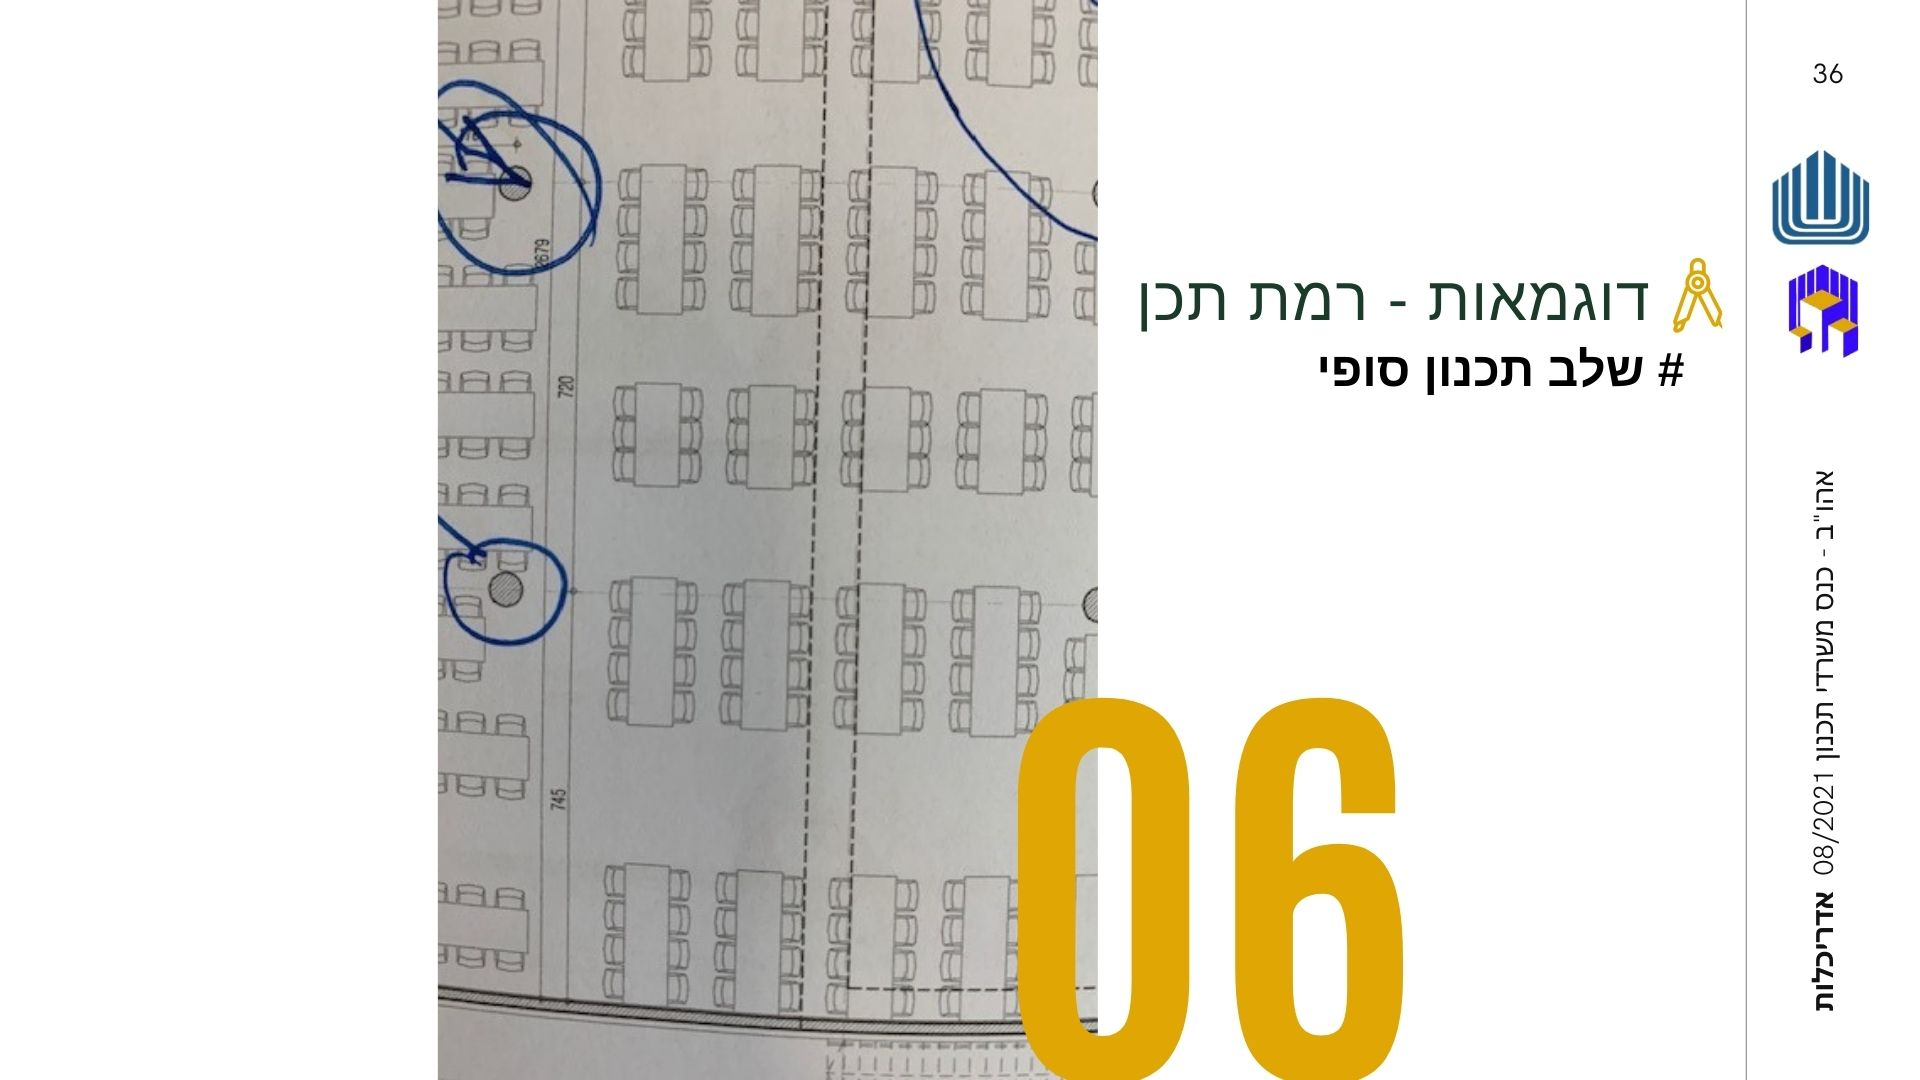 36
דוגמאות - רמת תכן
# שלב תכנון סופי
2679
720
745
06
אדריכלות 08/2021 אהו"ב - כנס משרדי תכנון